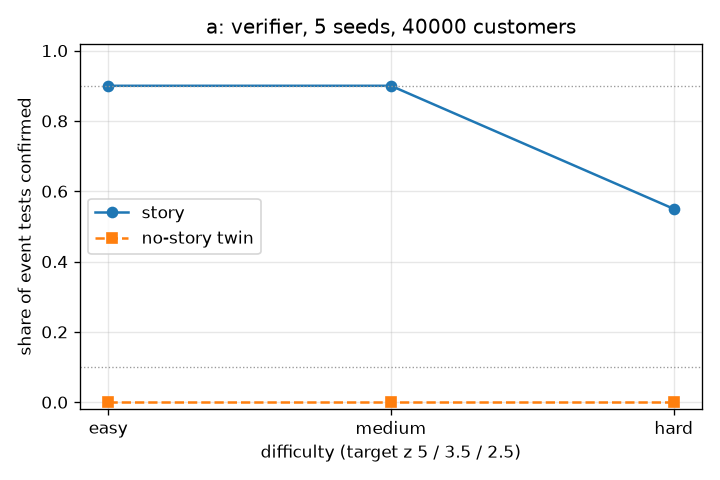 a: verifier, 5 seeds, 40000 customers
share of event tests confirmed
1.0
0.8
0.6
0.4
0.2
0.0
story
no-story twin
easy medium hard
difficulty (target z 5 / 3.5 / 2.5)